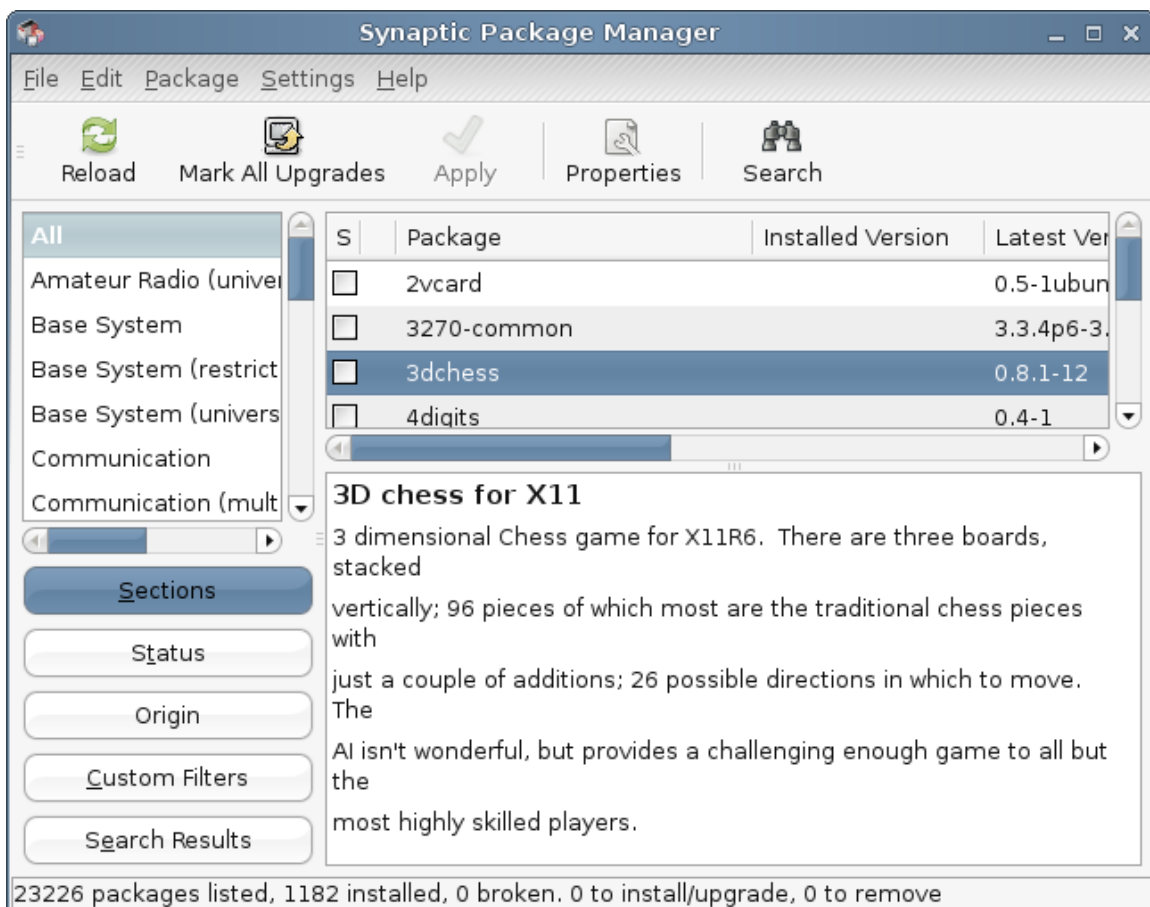 Synaptic Package Manager
File Edit Package Settings Help
Reload Mark All Upgrades Apply Properties Search
All
Amateur Radio (univer
Base System
Base System (restrict
Base System (univers
Communication
Communication (mult
S Package Installed Version Latest Ver
2vcard 0.5-1ubun
3270-common 3.3.4p6-3.
3dchess 0.8.1-12
4digits 0.4-1
3D chess for X11
3 dimensional Chess game for X11R6.  There are three boards,
stacked
vertically; 96 pieces of which most are the traditional chess pieces
with
just a couple of additions; 26 possible directions in which to move.
The
AI isn't wonderful, but provides a challenging enough game to all but
the
most highly skilled players.
Sections
Status
Origin
Custom Filters
Search Results
23226 packages listed, 1182 installed, 0 broken. 0 to install/upgrade, 0 to remove